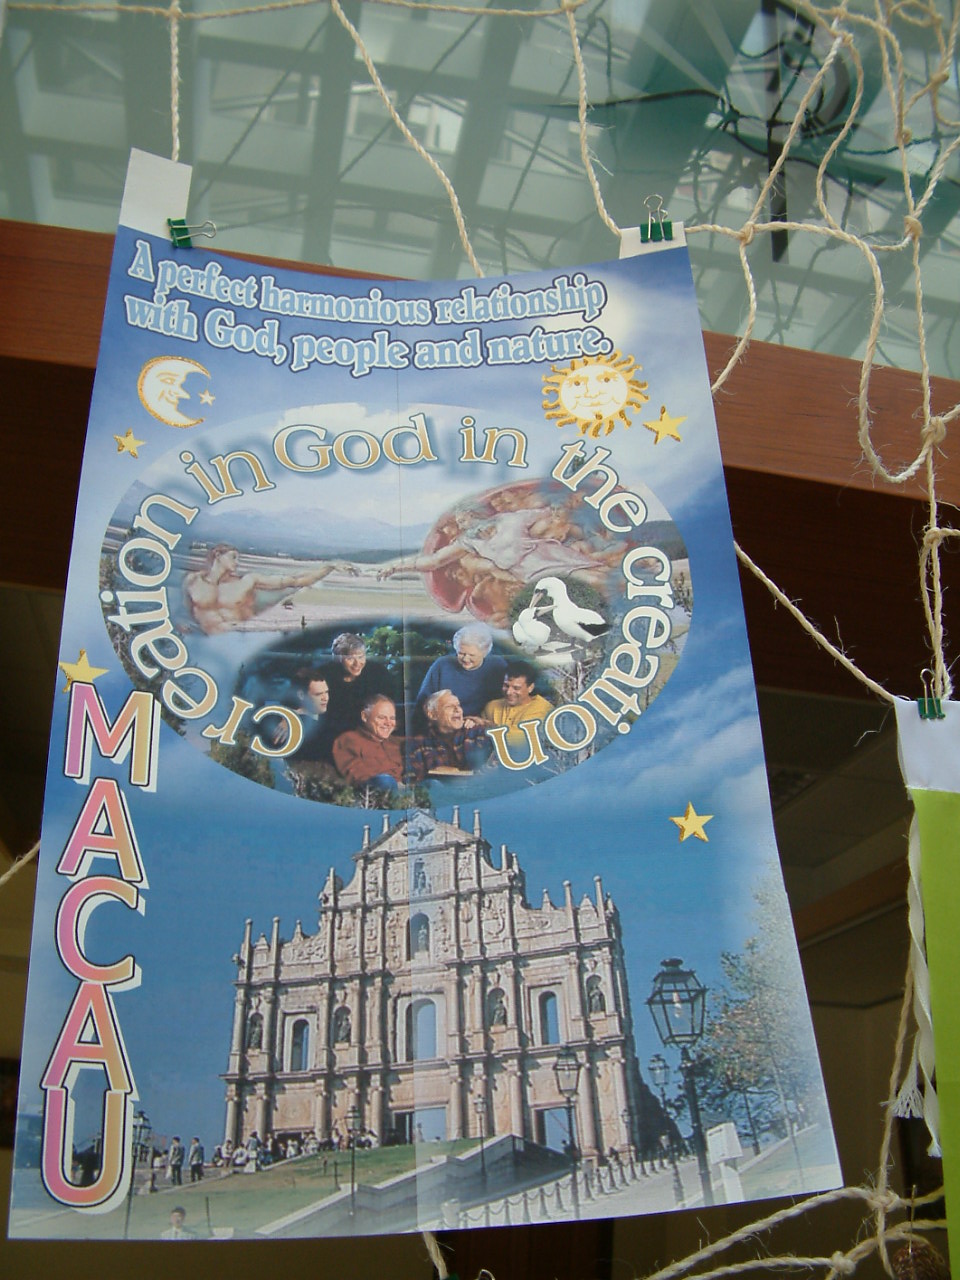 A perfect harmonious relationship
with God, people and nature.
creation in God in the creation
MACAU